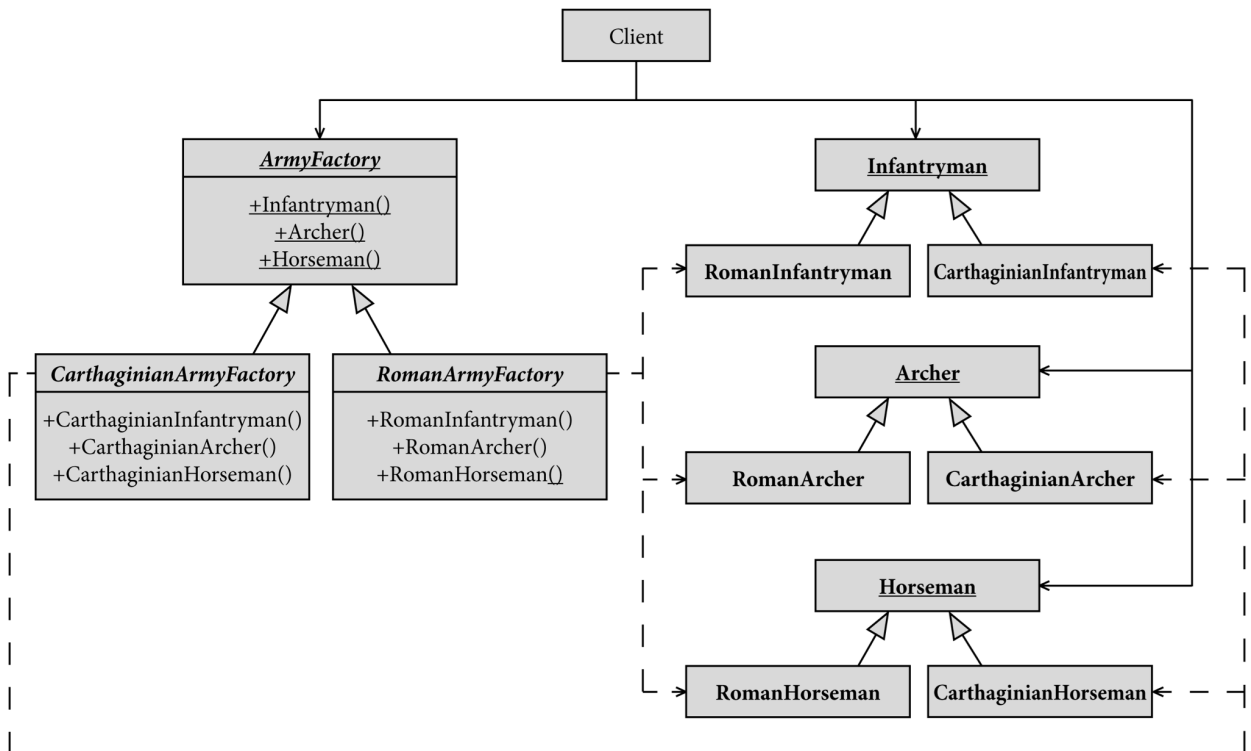 Client
ArmyFactory
+Infantryman()
+Archer()
+Horseman()
CarthaginianArmyFactory
+CarthaginianInfantryman()
+CarthaginianArcher()
+CarthaginianHorseman()
RomanArmyFactory
+RomanInfantryman()
+RomanArcher()
+RomanHorseman()
Infantryman
RomanInfantryman
CarthaginianInfantryman
Archer
RomanArcher
CarthaginianArcher
Horseman
RomanHorseman
CarthaginianHorseman